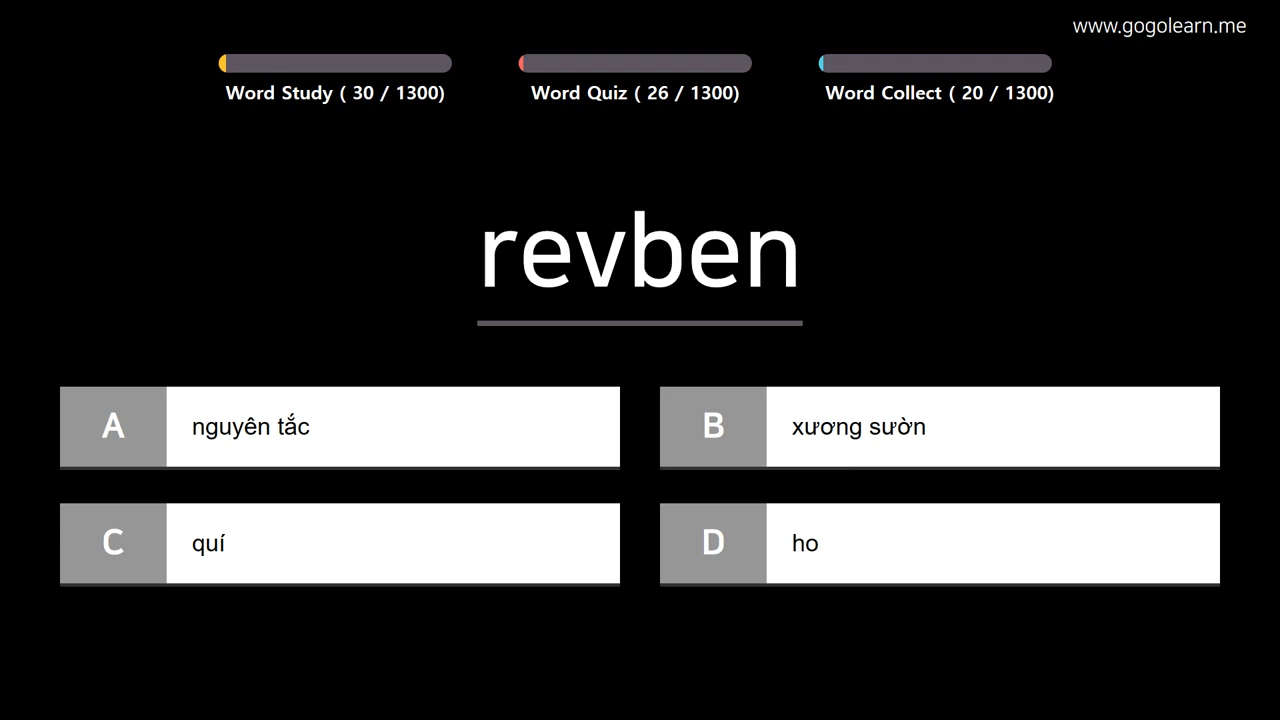 www.gogolearn.me
Word Study ( 30 / 1300)
Word Quiz ( 26 / 1300)
Word Collect ( 20 / 1300)
revben
A nguyên tắc
B xương sườn
C quí
D ho